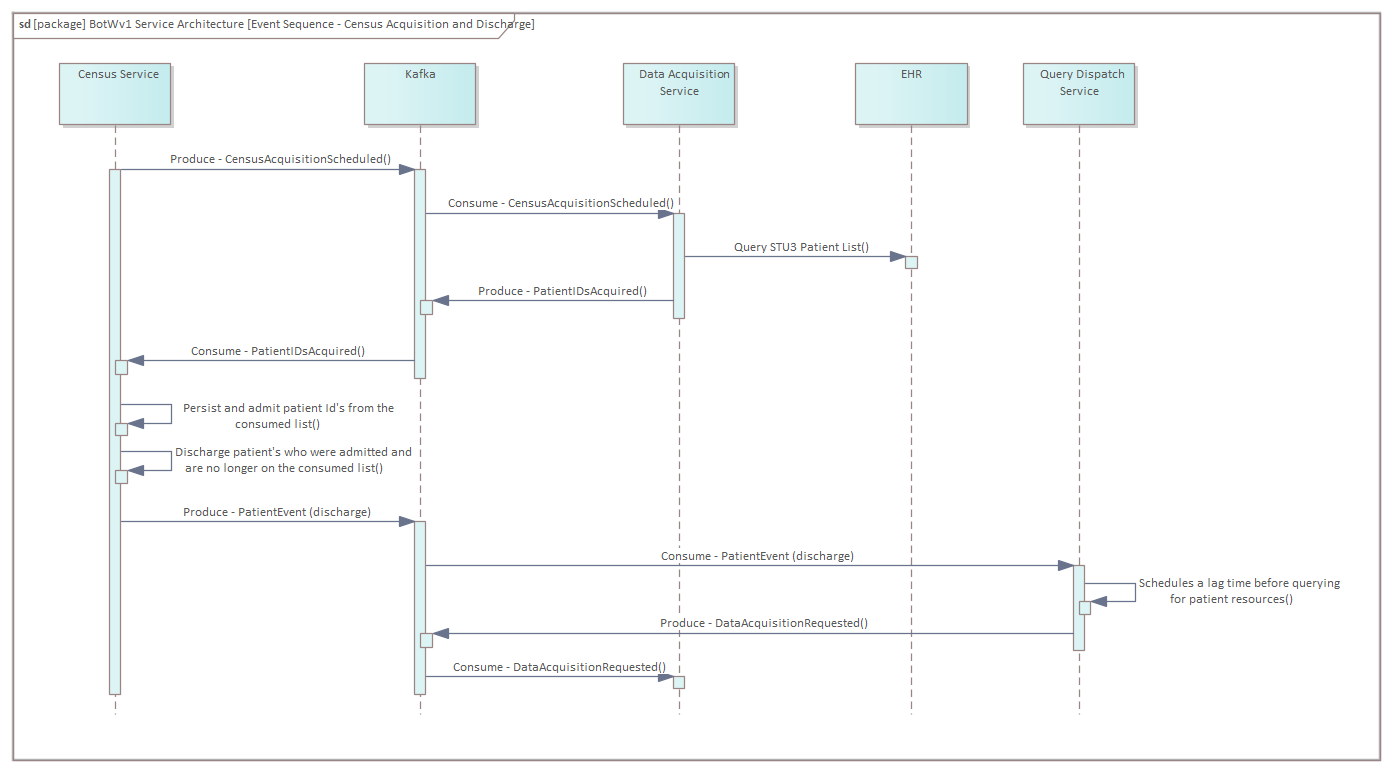 sd [package] BotWv1 Service Architecture [Event Sequence - Census Acquisition and Discharge]
Census Service
Kafka
Data Acquisition
Service
EHR
Query Dispatch
Service
Produce - CensusAcquisitionScheduled()
Consume - CensusAcquisitionScheduled()
Query STU3 Patient List()
Produce - PatientIDsAcquired()
Consume - PatientIDsAcquired()
Persist and admit patient Id's from the
consumed list()
Discharge patient's who were admitted and
are no longer on the consumed list()
Produce - PatientEvent (discharge)
Consume - PatientEvent (discharge)
Schedules a lag time before querying
for patient resources()
Produce - DataAcquisitionRequested()
Consume - DataAcquisitionRequested()